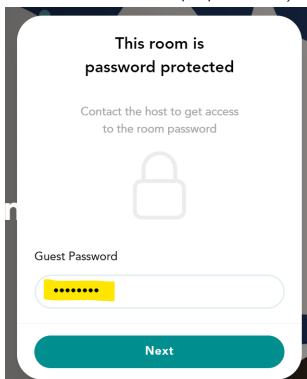 This room is
password protected
Contact the host to get access
to the room password
Guest Password
••••••••
Next